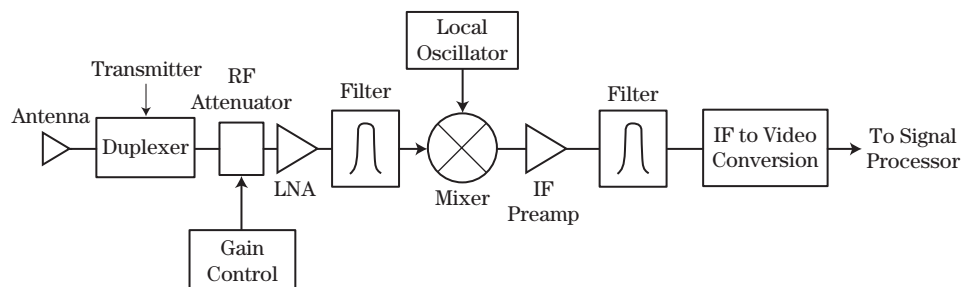 Local
Oscillator
Transmitter
RF
Attenuator
Filter
Filter
Antenna
Duplexer
LNA
Mixer
IF
Preamp
IF to Video
Conversion
To Signal
Processor
Gain
Control